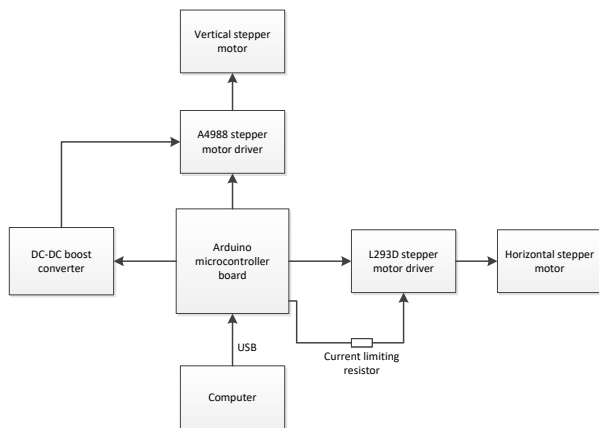 Vertical stepper
motor
A4988 stepper
motor driver
DC-DC boost
converter
Arduino
microcontroller
board
L293D stepper
motor driver
Horizontal stepper
motor
USB
Current limiting
resistor
Computer